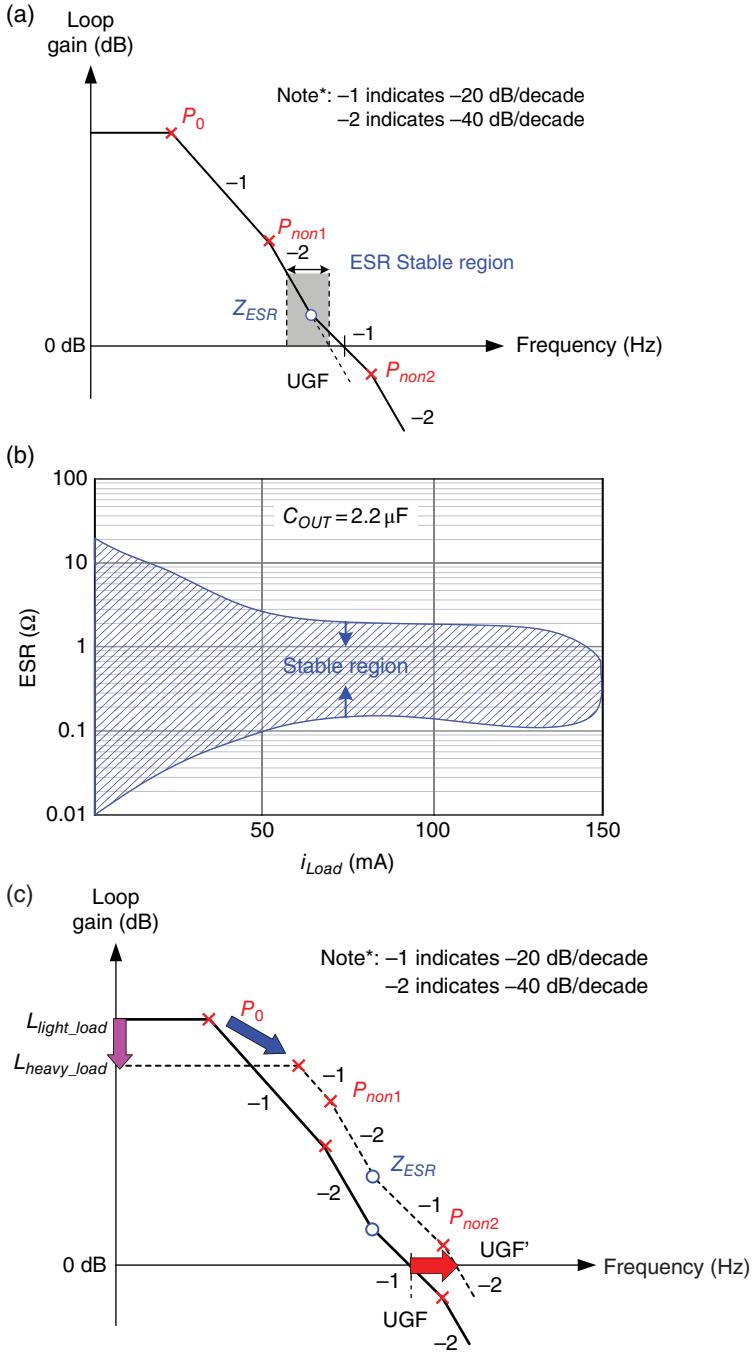 (a)
Loop
gain (dB)
Note*: –1 indicates –20 dB/decade
–2 indicates –40 dB/decade
P0
–1
Pnon1
–2
ESR Stable region
ZESR
–1
0 dB
Frequency (Hz)
UGF
Pnon2
–2
(b)
100
COUT = 2.2 μF
10
ESR (Ω)
1
Stable region
0.1
0.01
50
100
150
iLoad (mA)
(c)
Loop
gain (dB)
Note*: –1 indicates –20 dB/decade
–2 indicates –40 dB/decade
Llight_load
P0
Lheavy_load
–1
Pnon1
–1
–2
ZESR
–2
–1
Pnon2
UGF'
0 dB
Frequency (Hz)
–1
–2
UGF
–2